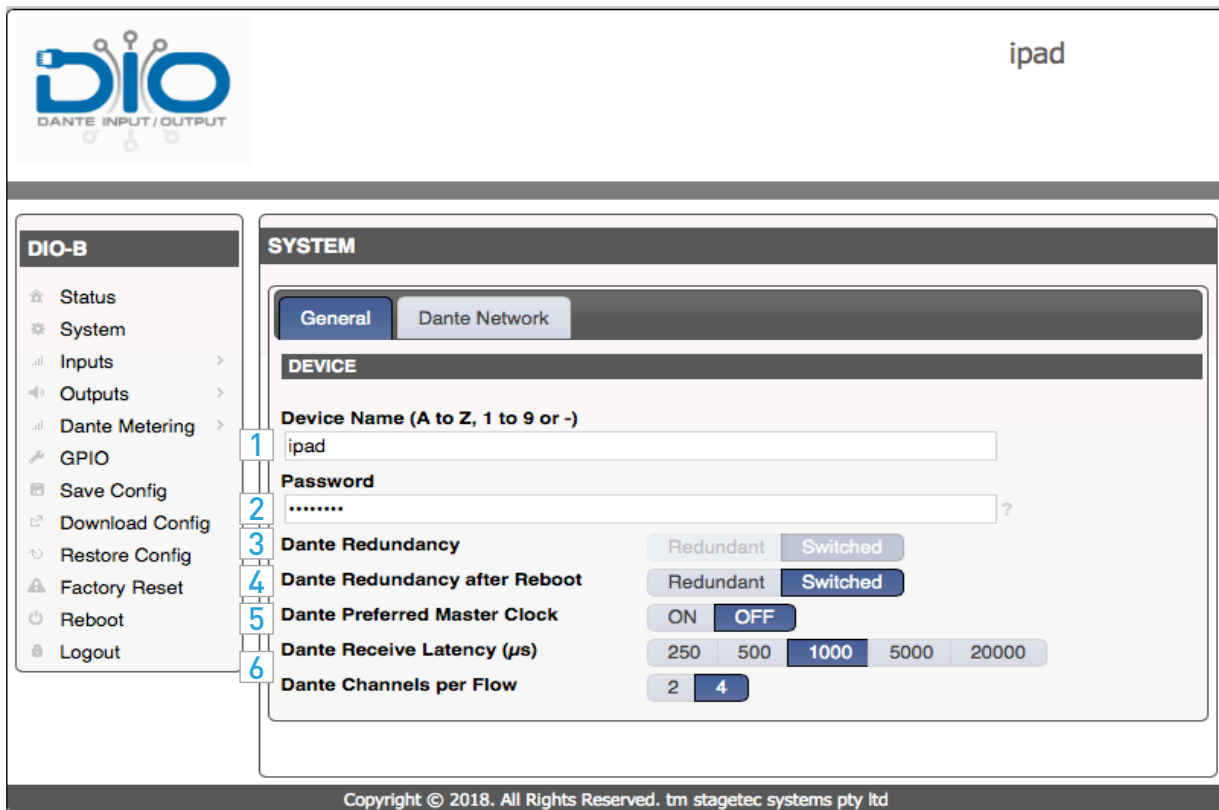 DIO
DANTE INPUT/OUTPUT
ipad
DIO-B
Status
System
Inputs >
Outputs >
Dante Metering >
GPIO
Save Config
Download Config
Restore Config
Factory Reset
Reboot
Logout
SYSTEM
General Dante Network
DEVICE
Device Name (A to Z, 1 to 9 or -)
1 ipad
Password
2 •••••••• ?
3 Dante Redundancy Redundant Switched
4 Dante Redundancy after Reboot Redundant Switched
5 Dante Preferred Master Clock ON OFF
Dante Receive Latency (µs) 250 500 1000 5000 20000
6
Dante Channels per Flow 2 4
Copyright © 2018. All Rights Reserved. tm stagetec systems pty ltd